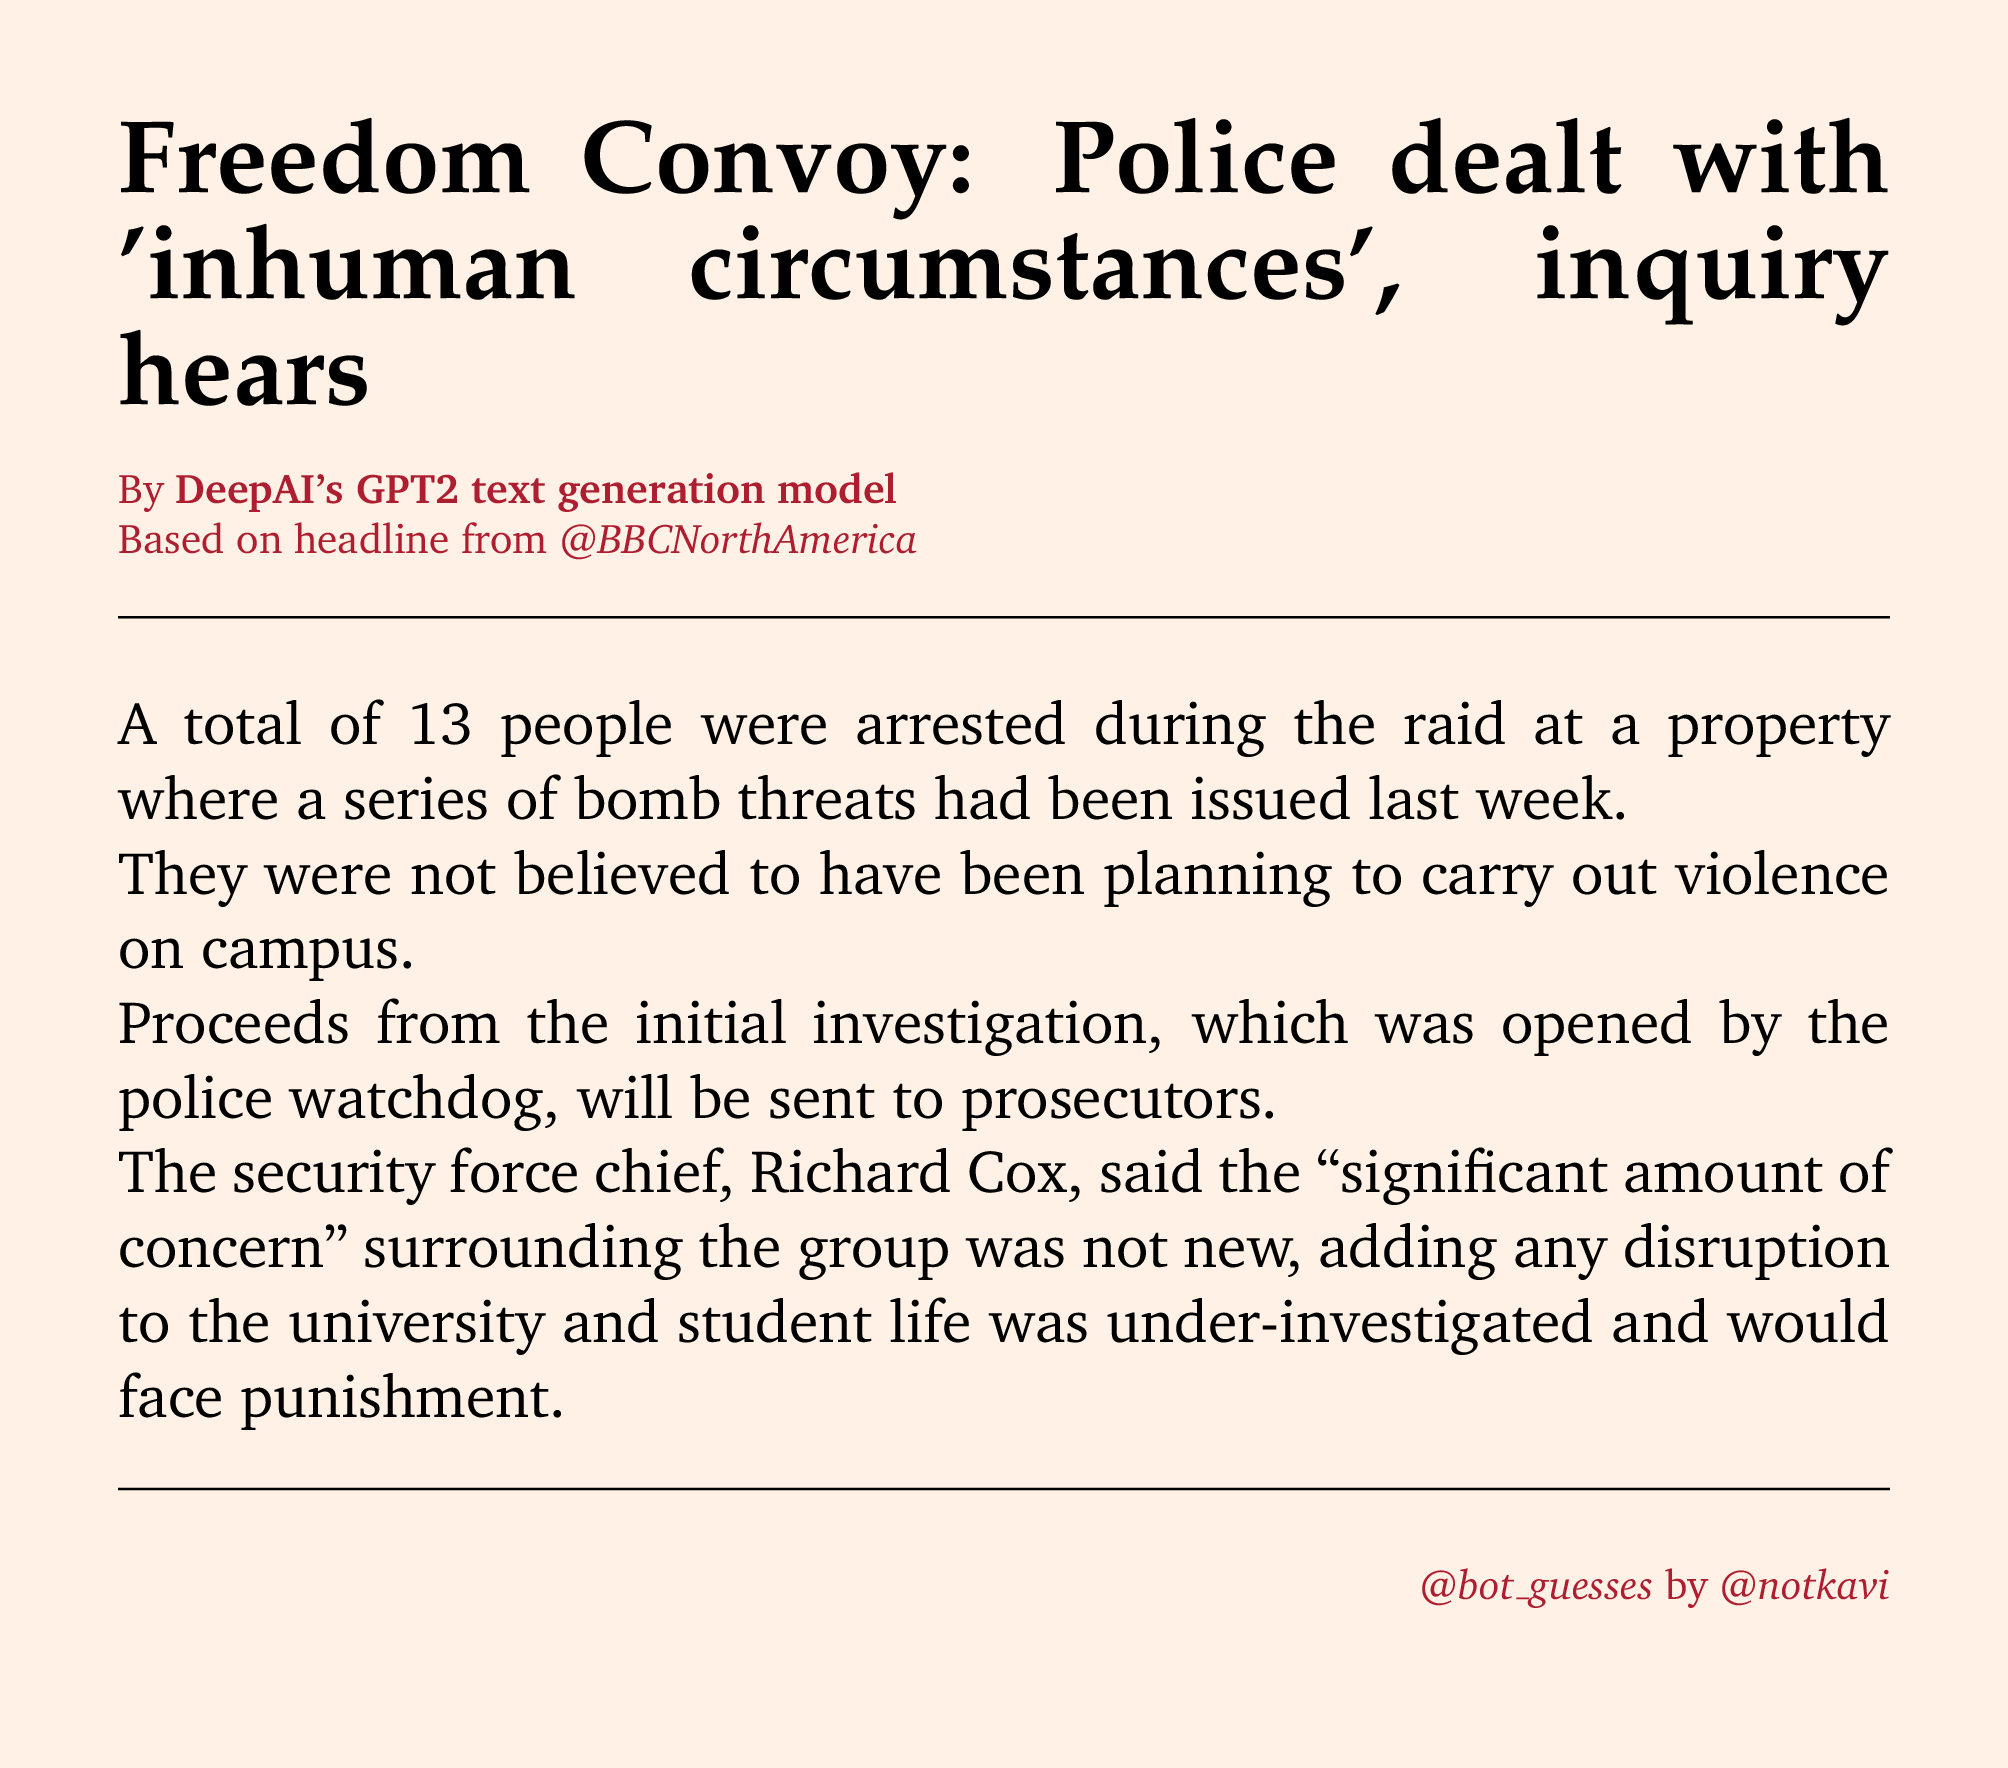 Freedom Convoy: Police dealt with
’inhuman circumstances’, inquiry
hears
By DeepAI’s GPT2 text generation model
Based on headline from @BBCNorthAmerica
A total of 13 people were arrested during the raid at a property
where a series of bomb threats had been issued last week.
They were not believed to have been planning to carry out violence
on campus.
Proceeds from the initial investigation, which was opened by the
police watchdog, will be sent to prosecutors.
The security force chief, Richard Cox, said the “significant amount of
concern” surrounding the group was not new, adding any disruption
to the university and student life was under-investigated and would
face punishment.
@bot_guesses by @notkavi